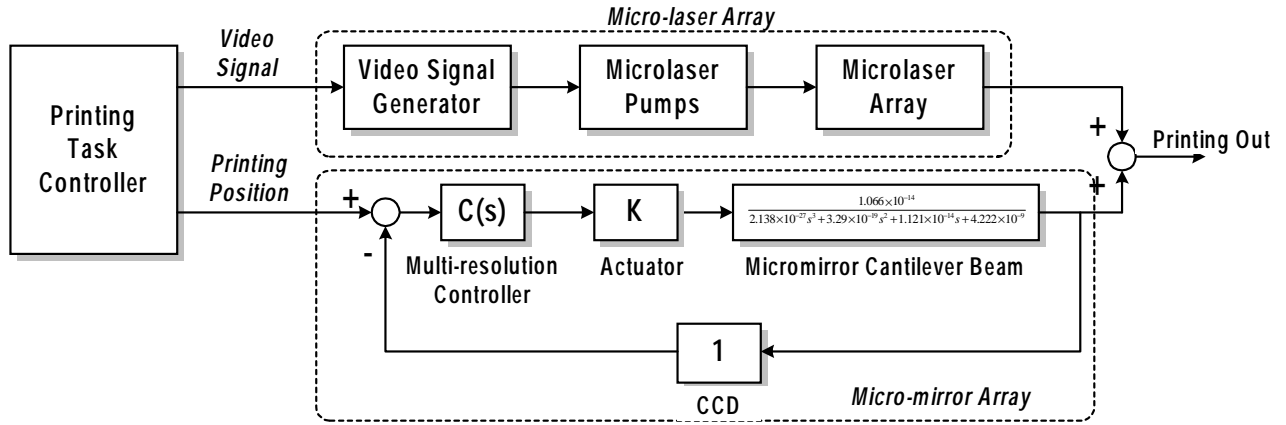 Micro-laser Array
Video
Signal
Video Signal
Generator
Microlaser
Pumps
Microlaser
Array
Printing
Task
Controller
Printing
Position
+
Printing Out
+
+
-
C(s)
K
1.066×10⁻¹⁴
2.138×10⁻²⁷s³+3.29×10⁻¹⁹s²+1.121×10⁻¹⁴s+4.222×10⁻⁹
Multi-resolution
Controller
Actuator
Micromirror Cantilever Beam
1
CCD
Micro-mirror Array